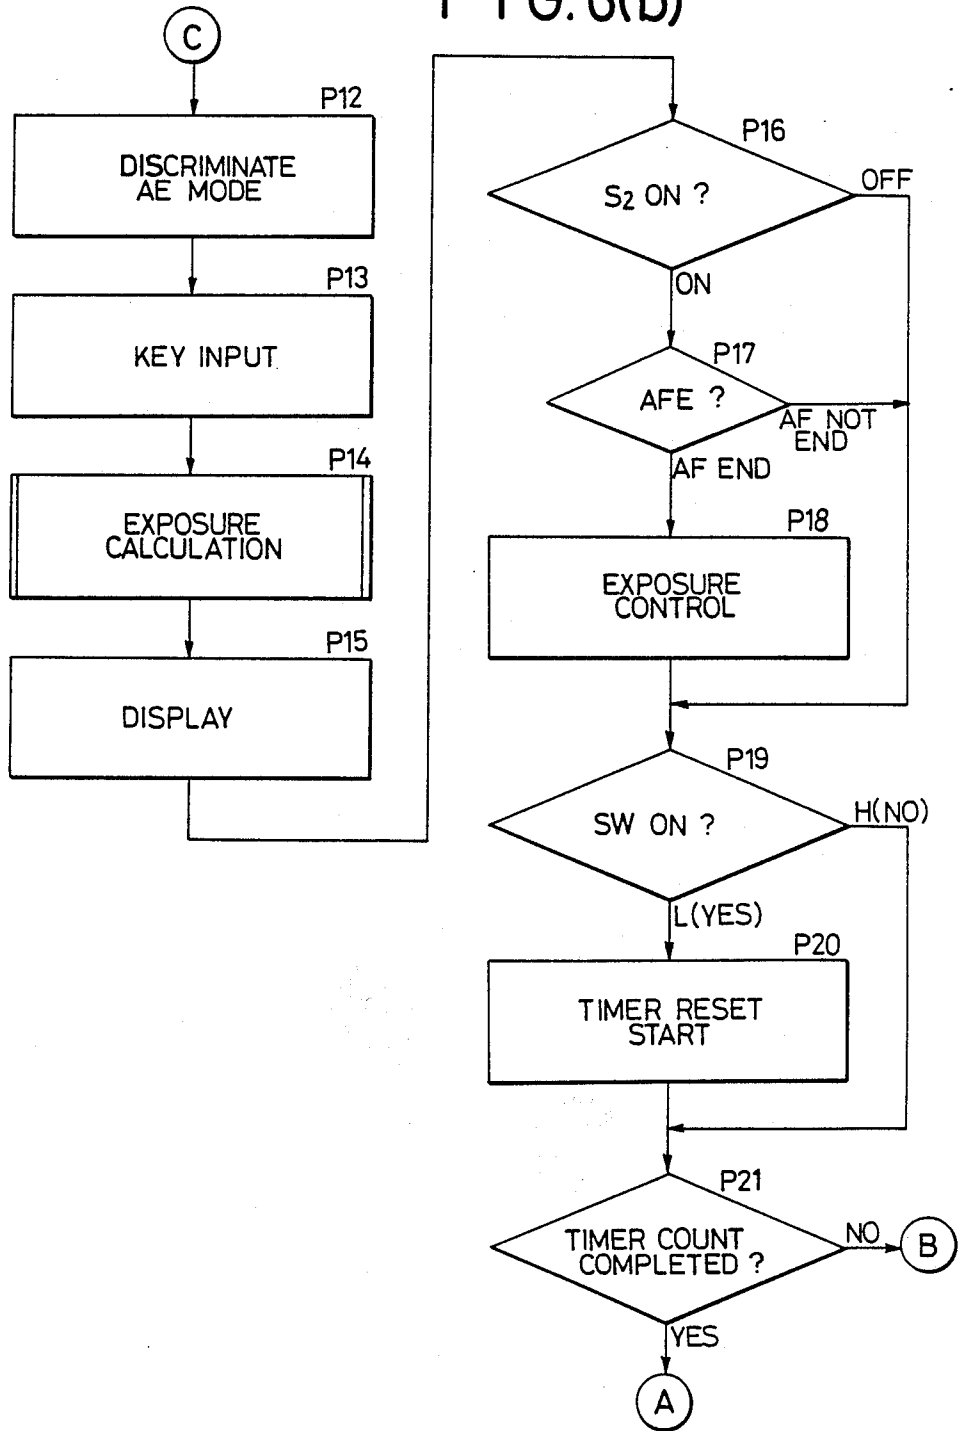 FIG. 6(b)
C
P12
DISCRIMINATE
AE MODE
P13
KEY INPUT
P14
EXPOSURE
CALCULATION
P15
DISPLAY
P16
S2 ON ?
OFF
ON
P17
AFE ?
AF NOT
END
AF END
P18
EXPOSURE
CONTROL
P19
SW ON ?
H(NO)
L(YES)
P20
TIMER RESET
START
P21
TIMER COUNT
COMPLETED ?
NO
B
YES
A